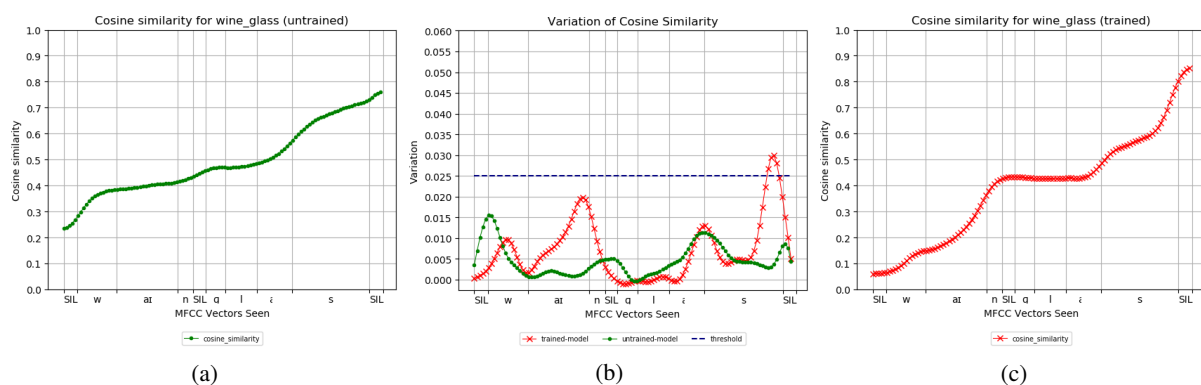 Cosine similarity for wine_glass (untrained)
1.0
0.9
0.8
0.7
0.6
0.5
0.4
0.3
0.2
0.1
0.0
Cosine similarity
SIL w aɪ n SIL g l a s SIL
MFCC Vectors Seen
cosine_similarity
(a)
Variation of Cosine Similarity
0.060
0.055
0.050
0.045
0.040
0.035
0.030
0.025
0.020
0.015
0.010
0.005
0.000
Variation
SIL w aɪ n SIL g l a s SIL
MFCC Vectors Seen
trained-model untrained-model threshold
(b)
Cosine similarity for wine_glass (trained)
1.0
0.9
0.8
0.7
0.6
0.5
0.4
0.3
0.2
0.1
0.0
Cosine similarity
SIL w aɪ n SIL g l a s SIL
MFCC Vectors Seen
cosine_similarity
(c)